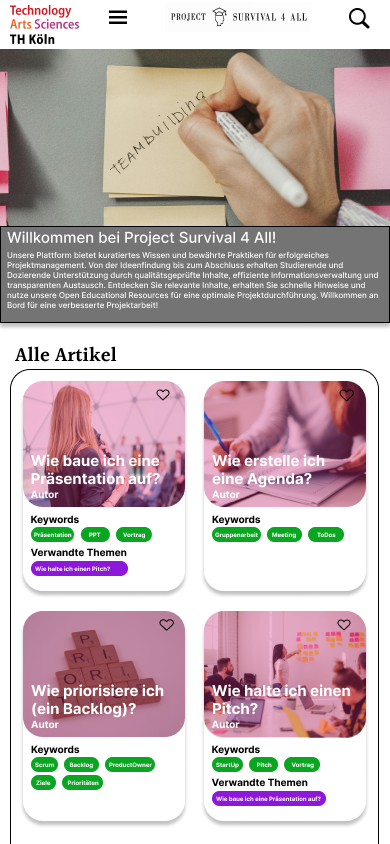 Technology
Arts Sciences
TH Köln
PROJECT SURVIVAL 4 ALL
TEAMBUILDING
Willkommen bei Project Survival 4 All!
Unsere Plattform bietet kuratiertes Wissen und bewährte Praktiken für erfolgreiches
Projektmanagement. Von der Ideenfindung bis zum Abschluss erhalten Studierende und
Dozierende Unterstützung durch qualitätsgeprüfte Inhalte, effiziente Informationsverwaltung und
transparenten Austausch. Entdecken Sie relevante Inhalte, erhalten Sie schnelle Hinweise und
nutze unsere Open Educational Resources für eine optimale Projektdurchführung. Willkommen an
Bord für eine verbesserte Projektarbeit!
Alle Artikel
Wie baue ich eine
Präsentation auf?
Autor
Keywords
Präsentation PPT Vortrag
Verwandte Themen
Wie halte ich einen Pitch?
Wie erstelle ich
eine Agenda?
Autor
Keywords
Gruppenarbeit Meeting ToDos
PRI
ORI
Wie priorisiere ich
(ein Backlog)?
Autor
Keywords
Scrum Backlog ProductOwner
Ziele Prioritäten
Wie halte ich einen
Pitch?
Autor
Keywords
StartUp Pitch Vortrag
Verwandte Themen
Wie baue ich eine Präsentation auf?